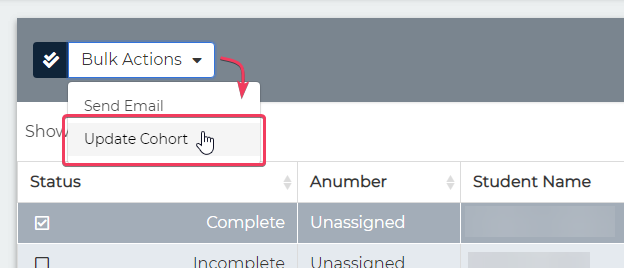 Bulk Actions
Send Email
Show
Update Cohort
Status Anumber Student Name
Complete Unassigned
Incomplete Unassigned